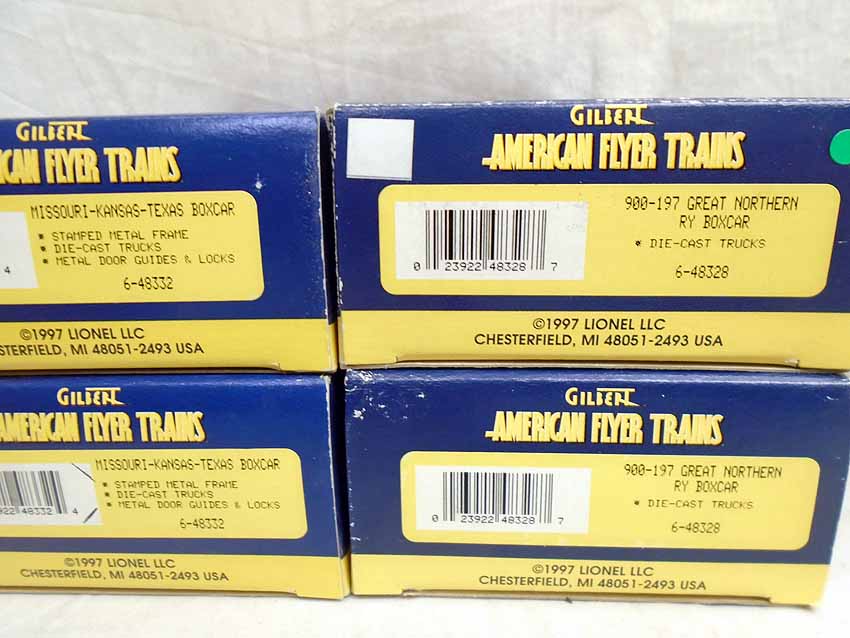 GILBERT
CAN FLYER TRAINS
MISSOURI-KANSAS-TEXAS BOXCAR
* STAMPED METAL FRAME
* DIE-CAST TRUCKS
* METAL DOOR GUIDES & LOCKS
4
6-48332
©1997 LIONEL LLC
STERFIELD, MI 48051-2493 USA
GILBERT
AMERICAN FLYER TRAINS
900-197 GREAT NORTHERN
RY BOXCAR
* DIE-CAST TRUCKS
6-48328
0 23922 48328 7
©1997 LIONEL LLC
CHESTERFIELD, MI 48051-2493 USA
GILBERT
AMERICAN FLYER TRAINS
MISSOURI-KANSAS-TEXAS BOXCAR
* STAMPED METAL FRAME
* DIE-CAST TRUCKS
* METAL DOOR GUIDES & LOCKS
922 48332 4
6-48332
©1997 LIONEL LLC
CHESTERFIELD, MI 48051-2493 USA
GILBERT
AMERICAN FLYER TRAINS
900-197 GREAT NORTHERN
RY BOXCAR
* DIE-CAST TRUCKS
6-48328
0 23922 48328 7
©1997 LIONEL LLC
CHESTERFIELD, MI 48051-2493 USA